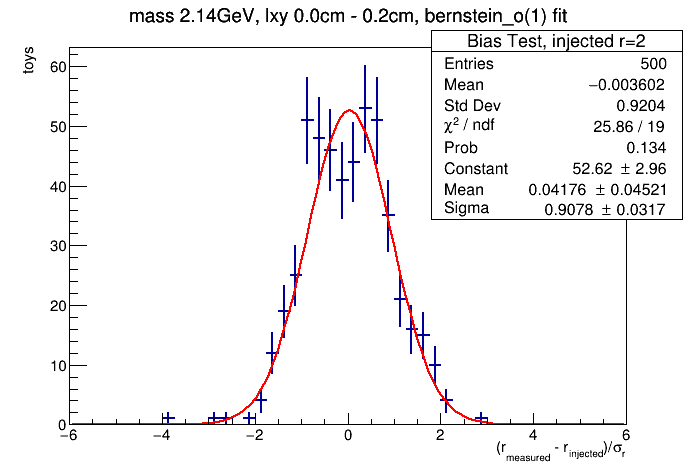 mass 2.14GeV, lxy 0.0cm - 0.2cm, bernstein_o(1) fit
Bias Test, injected r=2
Entries 500
Mean −0.003602
Std Dev 0.9204
χ² / ndf 25.86 / 19
Prob 0.134
Constant 52.62 ± 2.96
Mean 0.04176 ± 0.04521
Sigma 0.9078 ± 0.0317
toys
60
50
40
30
20
10
0
−6 −4 −2 0 2 4 6
(r_measured - r_injected)/σ_r